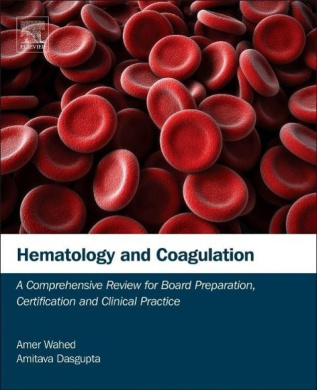 ELSEVIER
Hematology and Coagulation
A Comprehensive Review for Board Preparation,
Certification and Clinical Practice
Amer Wahed
Amitava Dasgupta